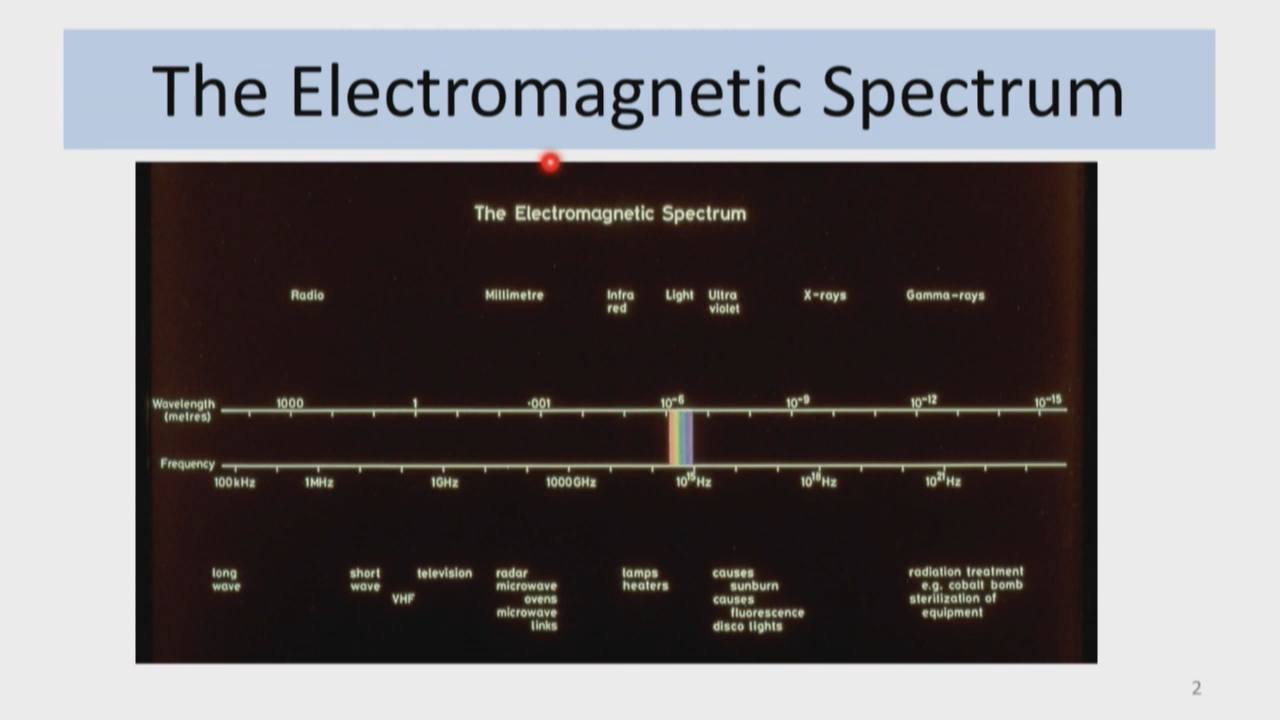 The Electromagnetic Spectrum
The Electromagnetic Spectrum
Radio Millimetre Infra red Light Ultra violet X-rays Gamma-rays
Wavelength (metres) 1000 1 ·001 10⁻⁶ 10⁻⁹ 10⁻¹² 10⁻¹⁵
Frequency
100kHz 1MHz 1GHz 1000GHz 10¹⁵Hz 10¹⁸Hz 10²¹Hz
long wave
short wave
VHF
television
radar
microwave
ovens
microwave
links
lamps
heaters
causes
sunburn
causes
fluorescence
disco lights
radiation treatment
e.g. cobalt bomb
sterilization of
equipment
2